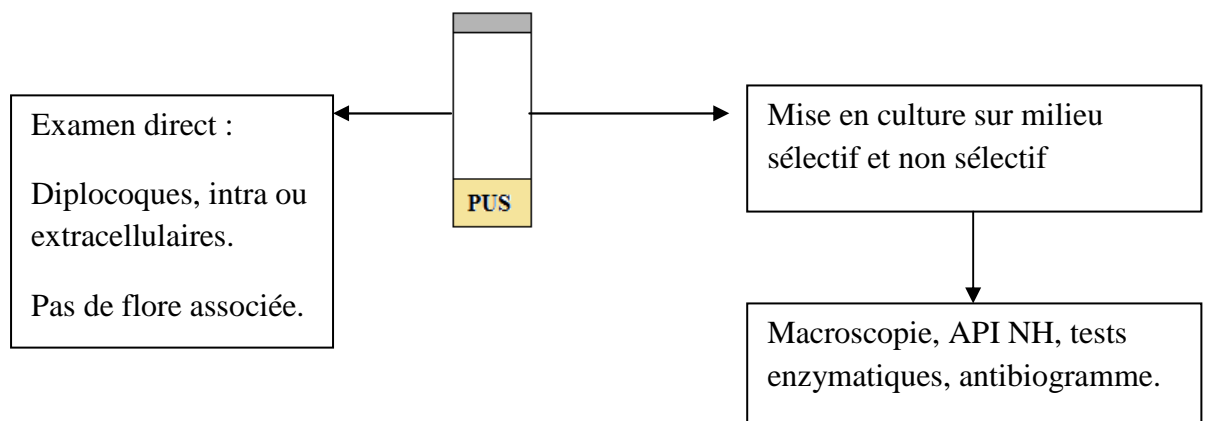 Examen direct :
Diplocoques, intra ou
extracellulaires.
Pas de flore associée.
PUS
Mise en culture sur milieu
sélectif et non sélectif
Macroscopie, API NH, tests
enzymatiques, antibiogramme.